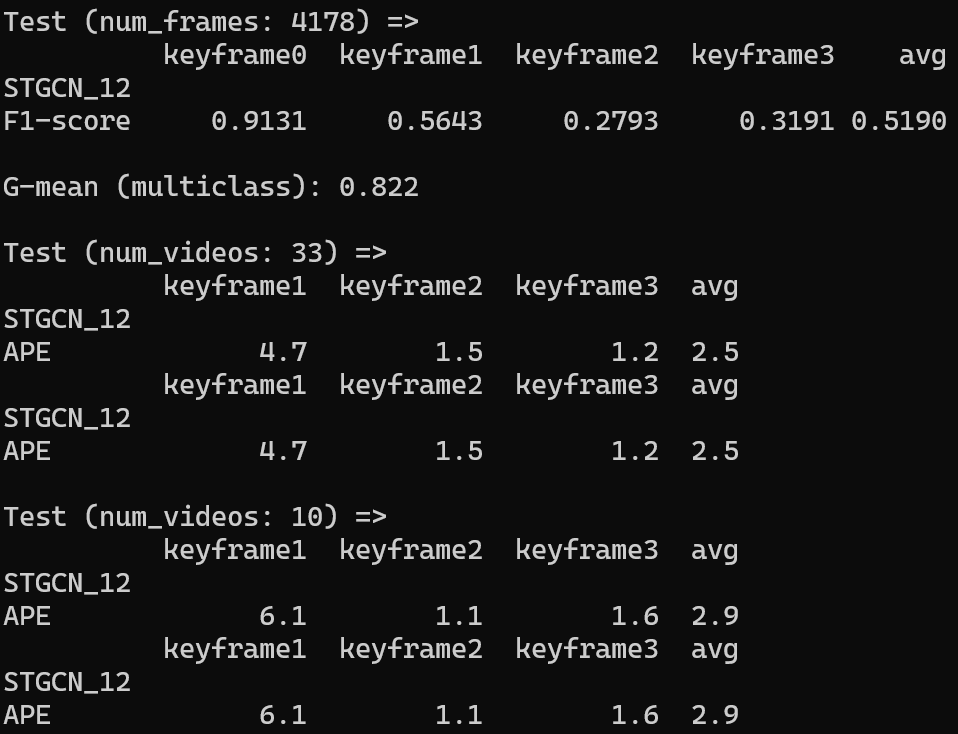 Test (num_frames: 4178) =>
          keyframe0  keyframe1  keyframe2  keyframe3    avg
STGCN_12
F1-score     0.9131     0.5643     0.2793     0.3191 0.5190

G-mean (multiclass): 0.822

Test (num_videos: 33) =>
          keyframe1  keyframe2  keyframe3  avg
STGCN_12
APE             4.7        1.5        1.2  2.5
          keyframe1  keyframe2  keyframe3  avg
STGCN_12
APE             4.7        1.5        1.2  2.5

Test (num_videos: 10) =>
          keyframe1  keyframe2  keyframe3  avg
STGCN_12
APE             6.1        1.1        1.6  2.9
          keyframe1  keyframe2  keyframe3  avg
STGCN_12
APE             6.1        1.1        1.6  2.9